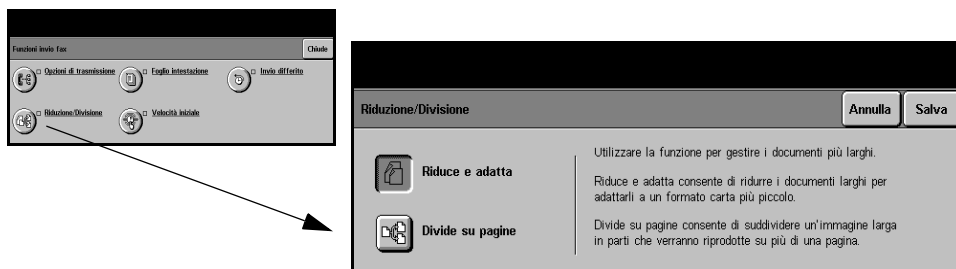 Funzioni invio fax
Chiude
Opzioni di trasmissione
Foglio intestazione
Invio differito
Riduzione/Divisione
Velocità iniziale
Riduzione/Divisione
Annulla
Salva
Riduce e adatta
Divide su pagine
Utilizzare la funzione per gestire i documenti più larghi.
Riduce e adatta consente di ridurre i documenti larghi per
adattarli a un formato carta più piccolo.
Divide su pagine consente di suddividere un'immagine larga
in parti che verranno riprodotte su più di una pagina.